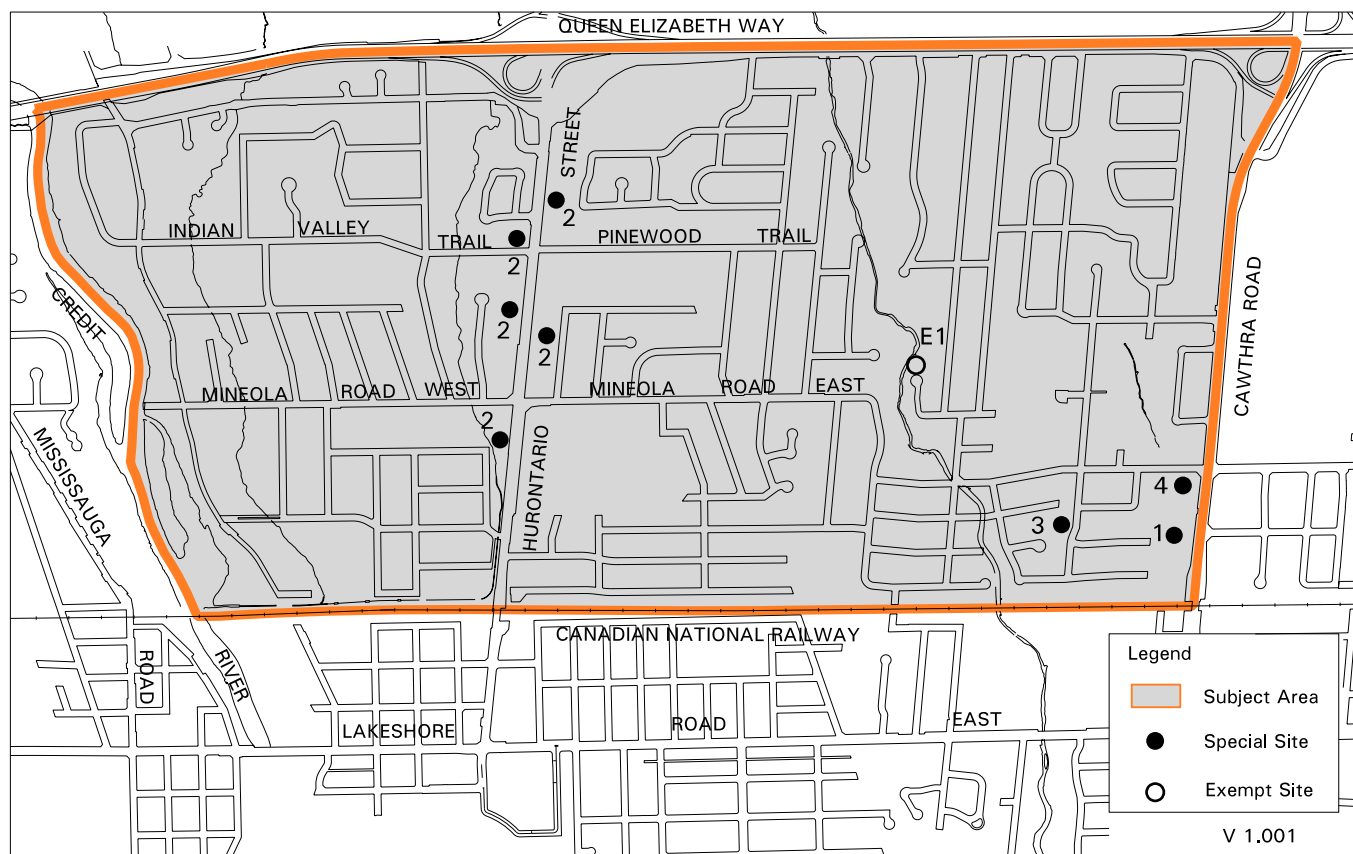 QUEEN ELIZABETH WAY
STREET
2
INDIAN VALLEY TRAIL PINEWOOD TRAIL
2
CREDIT
CAWTHRA ROAD
2
2
E1
MINEOLA ROAD WEST MINEOLA ROAD EAST
2
MISSISSAUGA
HURONTARIO
4
3
1
CANADIAN NATIONAL RAILWAY
ROAD
RIVER
LAKESHORE ROAD EAST
Legend
Subject Area
Special Site
Exempt Site
V 1.001